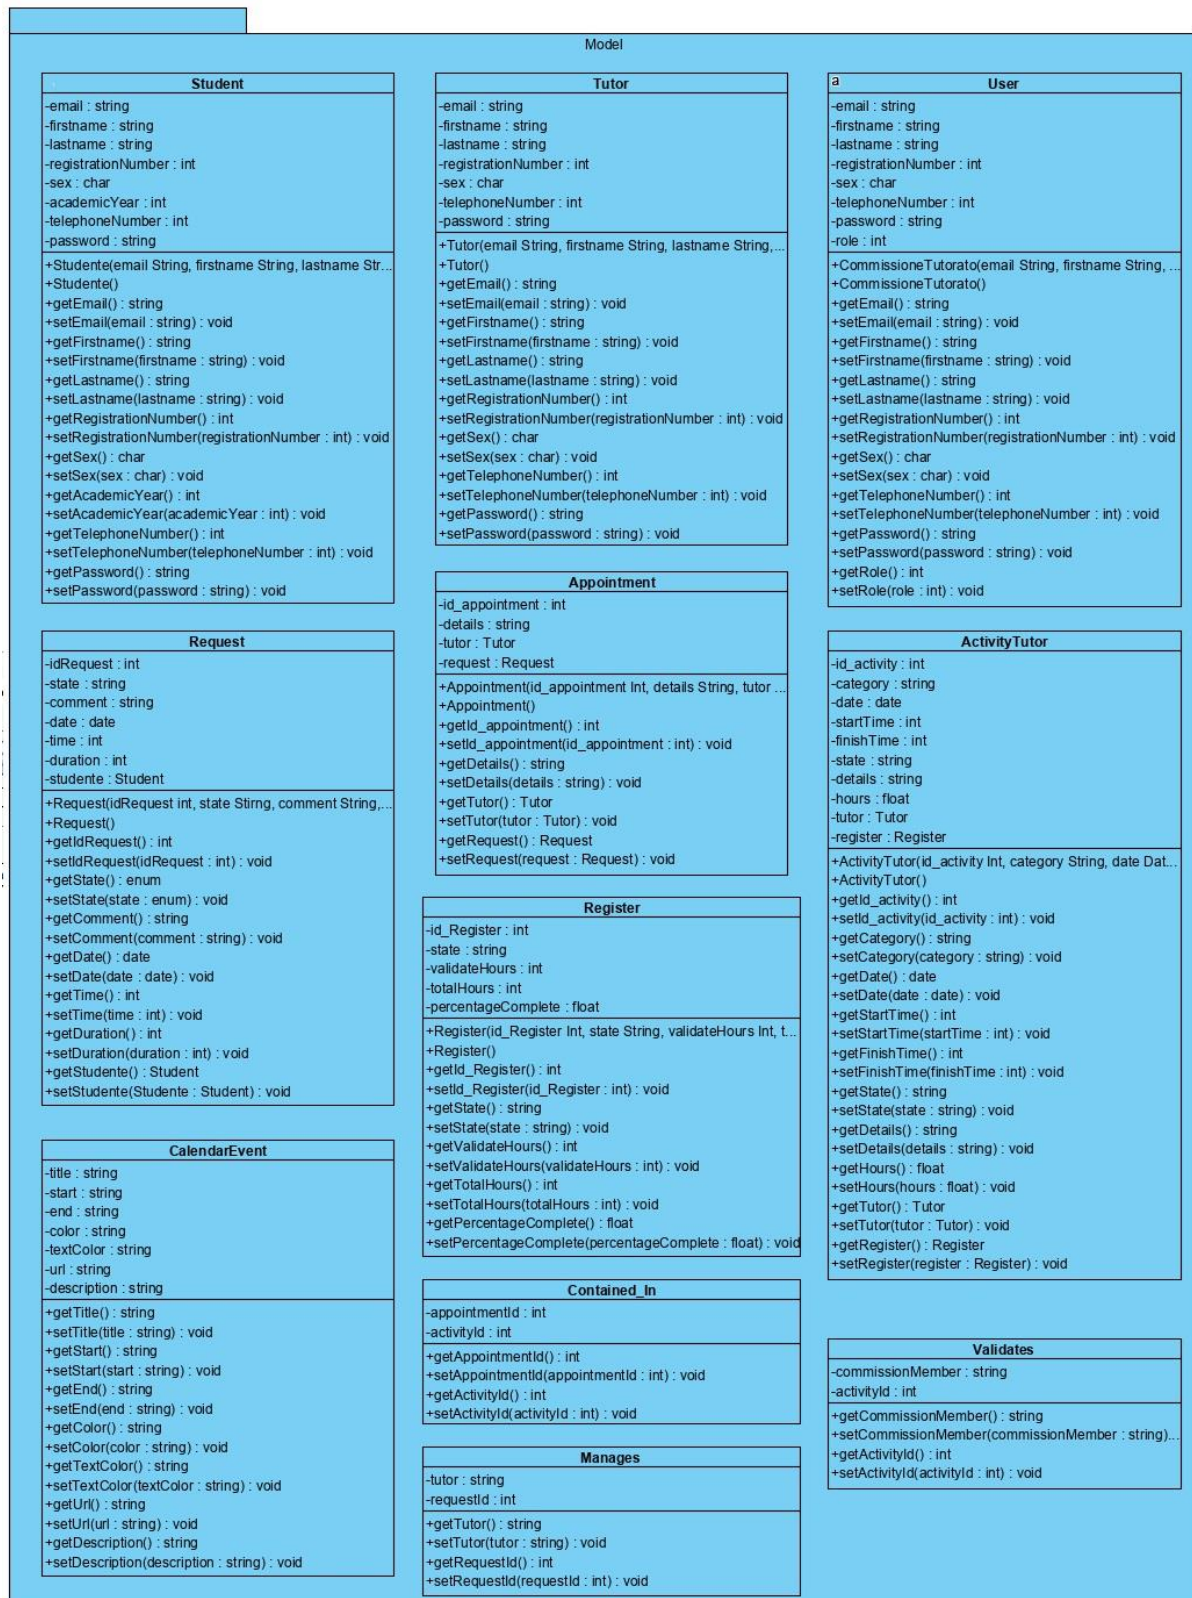 Model
Student
-email : string
-firstname : string
-lastname : string
-registrationNumber : int
-sex : char
-academicYear : int
-telephoneNumber : int
-password : string
+Studente(email String, firstname String, lastname Str...
+Studente()
+getEmail() : string
+setEmail(email : string) : void
+getFirstname() : string
+setFirstname(firstname : string) : void
+getLastname() : string
+setLastname(lastname : string) : void
+getRegistrationNumber() : int
+setRegistrationNumber(registrationNumber : int) : void
+getSex() : char
+setSex(sex : char) : void
+getAcademicYear() : int
+setAcademicYear(academicYear : int) : void
+getTelephoneNumber() : int
+setTelephoneNumber(telephoneNumber : int) : void
+getPassword() : string
+setPassword(password : string) : void
Tutor
-email : string
-firstname : string
-lastname : string
-registrationNumber : int
-sex : char
-telephoneNumber : int
-password : string
+Tutor(email String, firstname String, lastname String,...
+Tutor()
+getEmail() : string
+setEmail(email : string) : void
+getFirstname() : string
+setFirstname(firstname : string) : void
+getLastname() : string
+setLastname(lastname : string) : void
+getRegistrationNumber() : int
+setRegistrationNumber(registrationNumber : int) : void
+getSex() : char
+setSex(sex : char) : void
+getTelephoneNumber() : int
+setTelephoneNumber(telephoneNumber : int) : void
+getPassword() : string
+setPassword(password : string) : void
a
User
-email : string
-firstname : string
-lastname : string
-registrationNumber : int
-sex : char
-telephoneNumber : int
-password : string
-role : int
+CommissioneTutorato(email String, firstname String, ...
+CommissioneTutorato()
+getEmail() : string
+setEmail(email : string) : void
+getFirstname() : string
+setFirstname(firstname : string) : void
+getLastname() : string
+setLastname(lastname : string) : void
+getRegistrationNumber() : int
+setRegistrationNumber(registrationNumber : int) : void
+getSex() : char
+setSex(sex : char) : void
+getTelephoneNumber() : int
+setTelephoneNumber(telephoneNumber : int) : void
+getPassword() : string
+setPassword(password : string) : void
+getRole() : int
+setRole(role : int) : void
Request
-idRequest : int
-state : string
-comment : string
-date : date
-time : int
-duration : int
-studente : Student
+Request(idRequest int, state Stirng, comment String,...
+Request()
+getIdRequest() : int
+setIdRequest(idRequest : int) : void
+getState() : enum
+setState(state : enum) : void
+getComment() : string
+setComment(comment : string) : void
+getDate() : date
+setDate(date : date) : void
+getTime() : int
+setTime(time : int) : void
+getDuration() : int
+setDuration(duration : int) : void
+getStudente() : Student
+setStudente(Studente : Student) : void
Appointment
-id_appointment : int
-details : string
-tutor : Tutor
-request : Request
+Appointment(id_appointment Int, details String, tutor ...
+Appointment()
+getId_appointment() : int
+setId_appointment(id_appointment : int) : void
+getDetails() : string
+setDetails(details : string) : void
+getTutor() : Tutor
+setTutor(tutor : Tutor) : void
+getRequest() : Request
+setRequest(request : Request) : void
ActivityTutor
-id_activity : int
-category : string
-date : date
-startTime : int
-finishTime : int
-state : string
-details : string
-hours : float
-tutor : Tutor
-register : Register
+ActivityTutor(id_activity Int, category String, date Dat...
+ActivityTutor()
+getId_activity() : int
+setId_activity(id_activity : int) : void
+getCategory() : string
+setCategory(category : string) : void
+getDate() : date
+setDate(date : date) : void
+getStartTime() : int
+setStartTime(startTime : int) : void
+getFinishTime() : int
+setFinishTime(finishTime : int) : void
+getState() : string
+setState(state : string) : void
+getDetails() : string
+setDetails(details : string) : void
+getHours() : float
+setHours(hours : float) : void
+getTutor() : Tutor
+setTutor(tutor : Tutor) : void
+getRegister() : Register
+setRegister(register : Register) : void
Register
-id_Register : int
-state : string
-validateHours : int
-totalHours : int
-percentageComplete : float
+Register(id_Register Int, state String, validateHours Int, t...
+Register()
+getId_Register() : int
+setId_Register(id_Register : int) : void
+getState() : string
+setState(state : string) : void
+getValidateHours() : int
+setValidateHours(validateHours : int) : void
+getTotalHours() : int
+setTotalHours(totalHours : int) : void
+getPercentageComplete() : float
+setPercentageComplete(percentageComplete : float) : void
CalendarEvent
-title : string
-start : string
-end : string
-color : string
-textColor : string
-url : string
-description : string
+getTitle() : string
+setTitle(title : string) : void
+getStart() : string
+setStart(start : string) : void
+getEnd() : string
+setEnd(end : string) : void
+getColor() : string
+setColor(color : string) : void
+getTextColor() : string
+setTextColor(textColor : string) : void
+getUrl() : string
+setUrl(url : string) : void
+getDescription() : string
+setDescription(description : string) : void
Contained_In
-appointmentId : int
-activityId : int
+getAppointmentId() : int
+setAppointmentId(appointmentId : int) : void
+getActivityId() : int
+setActivityId(activityId : int) : void
Validates
-commissionMember : string
-activityId : int
+getCommissionMember() : string
+setCommissionMember(commissionMember : string)...
+getActivityId() : int
+setActivityId(activityId : int) : void
Manages
-tutor : string
-requestId : int
+getTutor() : string
+setTutor(tutor : string) : void
+getRequestId() : int
+setRequestId(requestId : int) : void